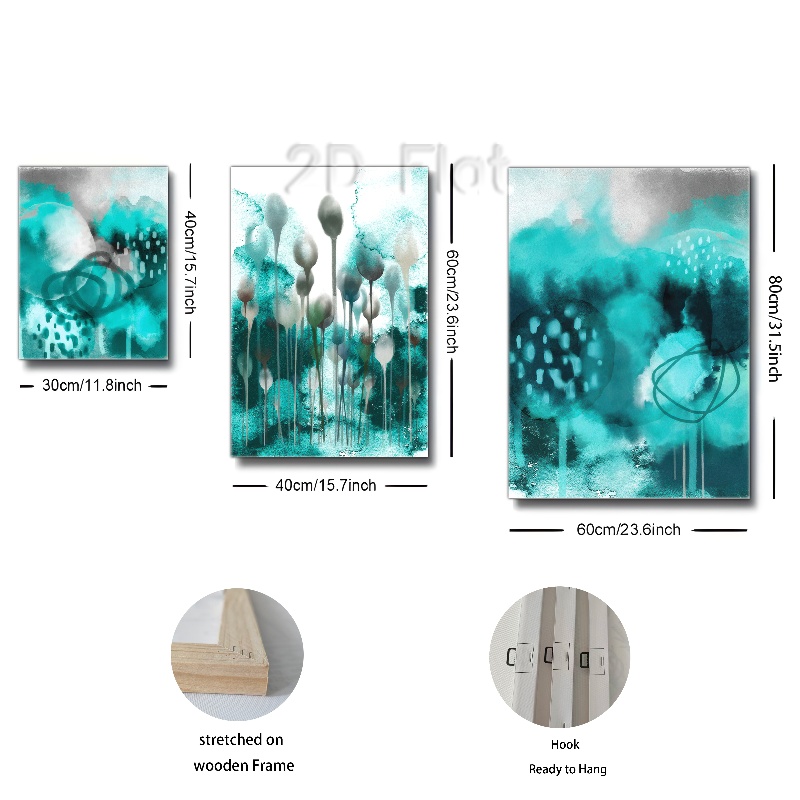 2D Flat
40cm/15.7inch
30cm/11.8inch
60cm/23.6inch
40cm/15.7inch
80cm/31.5inch
60cm/23.6inch
stretched on
wooden Frame
Hook
Ready to Hang